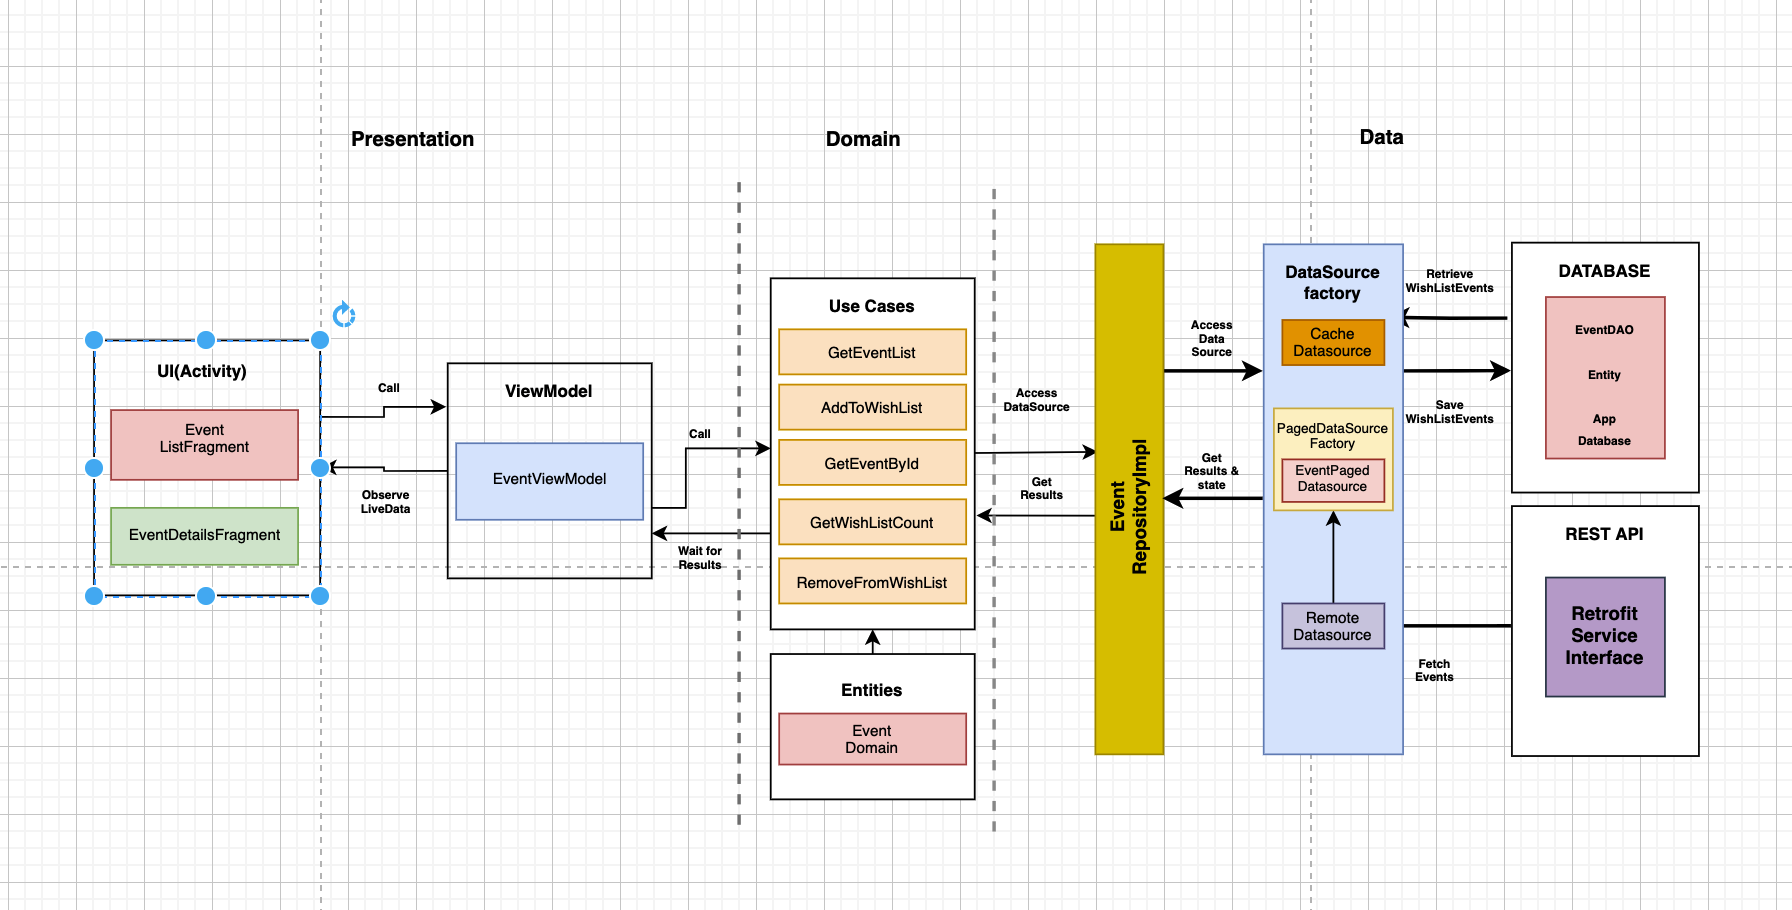 Presentation
Domain
Data
UI(Activity)
Event
ListFragment
EventDetailsFragment
Call
Observe
LiveData
ViewModel
EventViewModel
Call
Wait for
Results
Use Cases
GetEventList
AddToWishList
GetEventById
GetWishListCount
RemoveFromWishList
Entities
Event
Domain
Access
DataSource
Get
Results
Event
RepositoryImpl
Access
Data
Source
Get
Results &
state
DataSource
factory
Cache
Datasource
PagedDataSource
Factory
EventPaged
Datasource
Remote
Datasource
Retrieve
WishListEvents
Save
WishListEvents
Fetch
Events
DATABASE
EventDAO
Entity
App
Database
REST API
Retrofit
Service
Interface